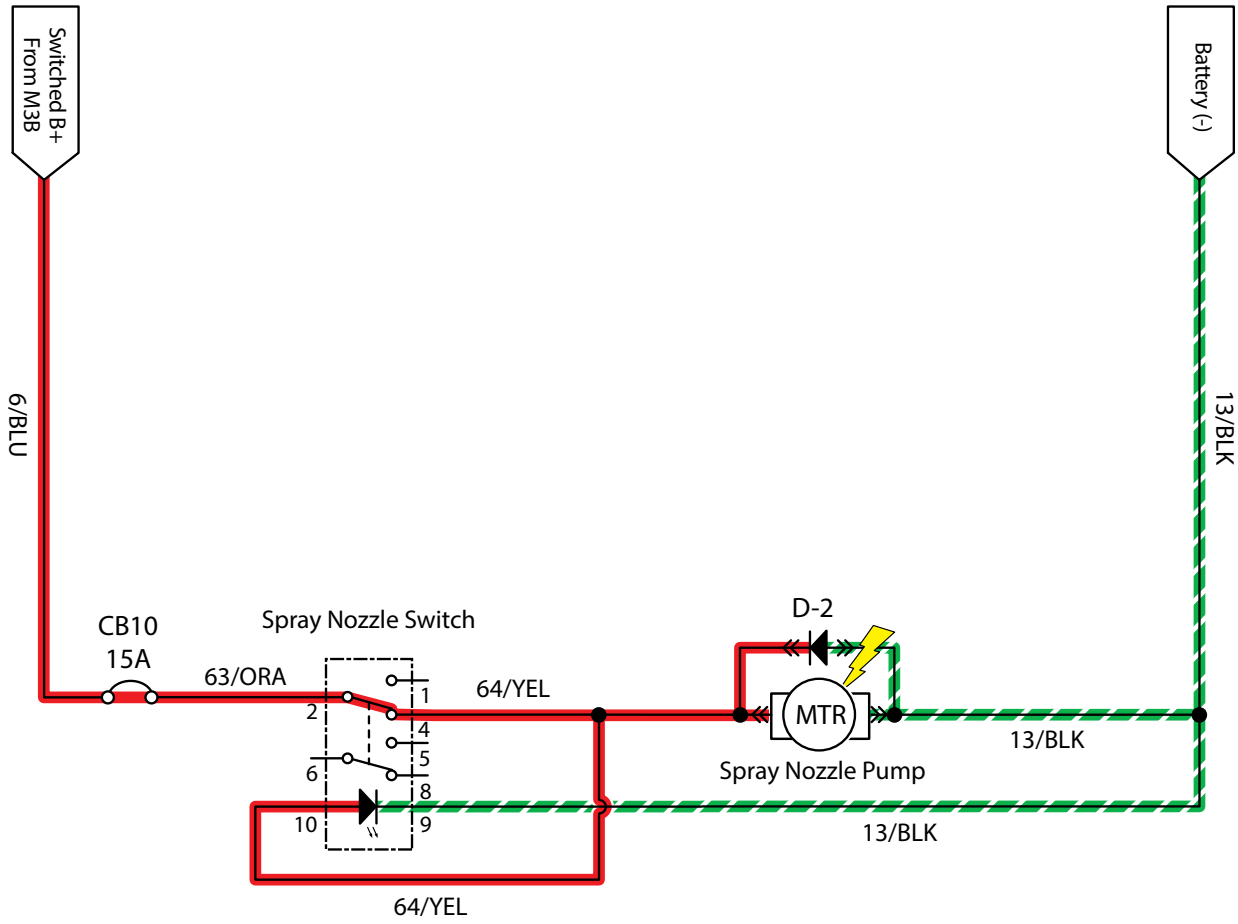 Switched B+
From M3B
Battery (-)
6/BLU
13/BLK
CB10
15A
63/ORA
Spray Nozzle Switch
1
2
4
5
6
8
9
10
64/YEL
D-2
MTR
Spray Nozzle Pump
13/BLK
13/BLK
64/YEL